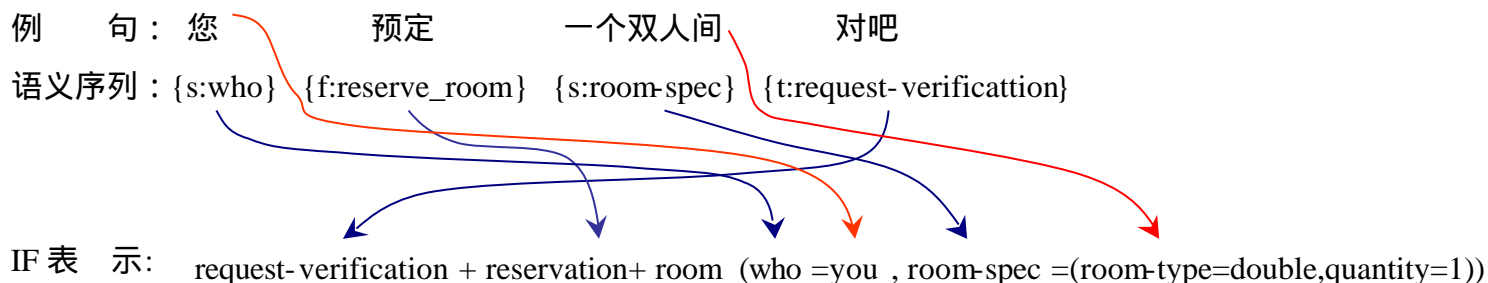 例 句：您 预定 一个双人间 对吧
语义序列：{s:who} {f:reserve_room} {s:room-spec} {t:request-verificattion}
IF 表 示: request-verification + reservation+ room (who =you , room-spec =(room-type=double,quantity=1))